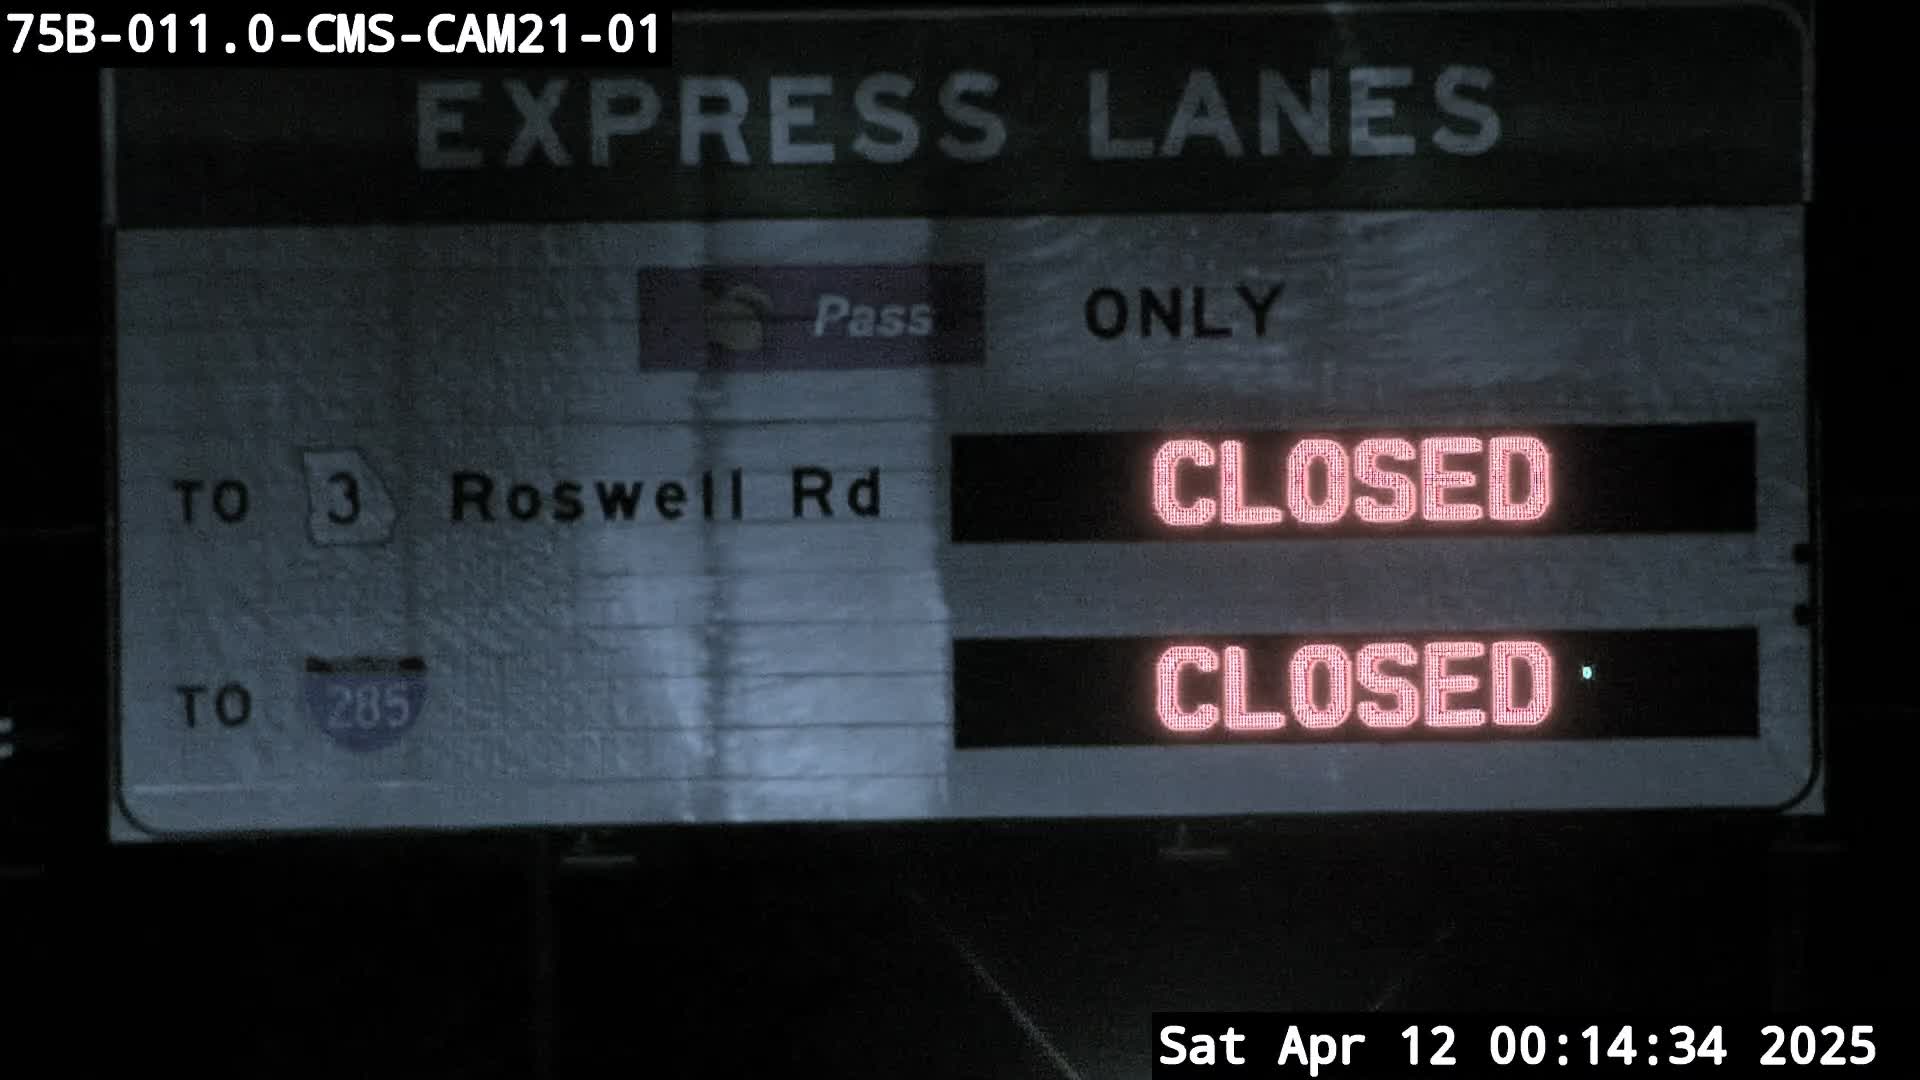 75B-011.0-CMS-CAM21-01
EXPRESS LANES
Pass ONLY
TO 3 Roswell Rd CLOSED
TO 285 CLOSED
Sat Apr 12 00:14:34 2025